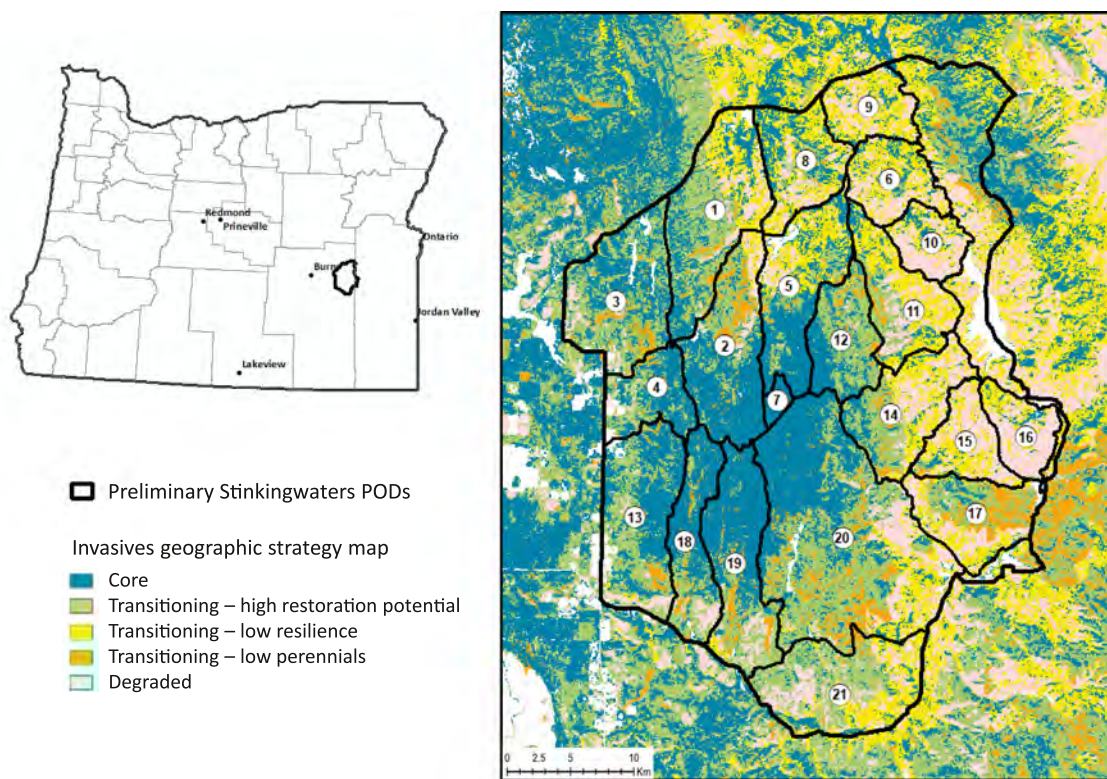 Redmond
Prineville
Ontario
Burn
Jordan Valley
Lakeview
Preliminary Stinkingwaters PODs
Invasives geographic strategy map
Core
Transitioning – high restoration potential
Transitioning – low resilience
Transitioning – low perennials
Degraded
9
8
6
1
10
5
3
11
12
2
4
7
14
15
16
13
17
18
20
19
21
0 2.5 5 10
Km